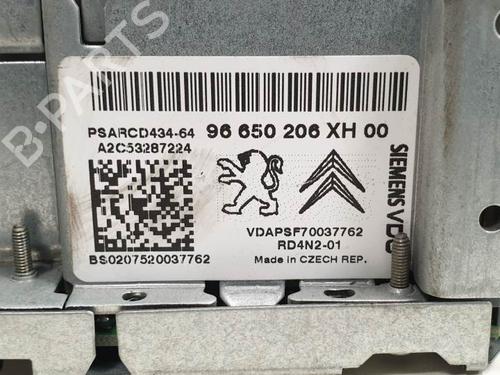 PSARCD434-64 96 650 206 XH 00
A2C53287224
SIEMENS VDO
VDAPSF70037762
RD4N2-01
BS0207520037762
Made in CZECH REP.
B-PARTS